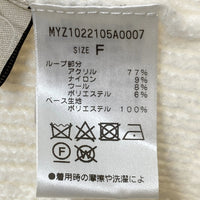 MYZ1022105A0007
SIZE F
ループ部分
アクリル 77%
ナイロン 9%
ウール 8%
ポリエステル 6%
ベース生地
ポリエステル 100%
●着用時の摩擦や洗濯によ